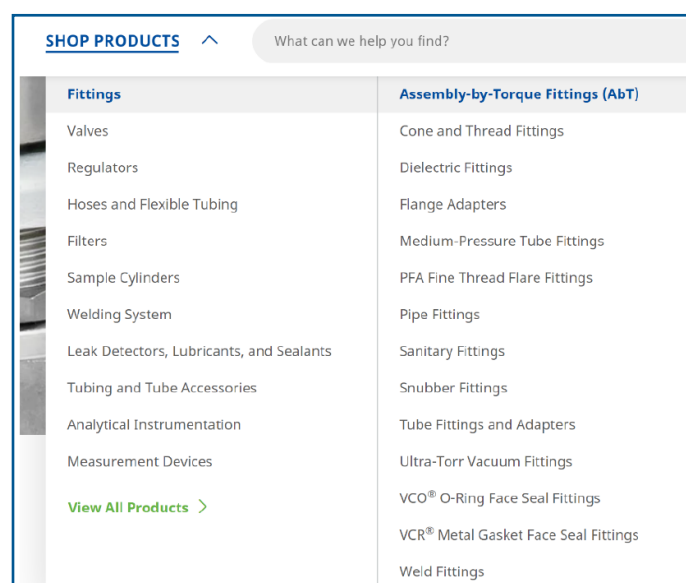 SHOP PRODUCTS
What can we help you find?
Fittings
Valves
Regulators
Hoses and Flexible Tubing
Filters
Sample Cylinders
Welding System
Leak Detectors, Lubricants, and Sealants
Tubing and Tube Accessories
Analytical Instrumentation
Measurement Devices
View All Products
Assembly-by-Torque Fittings (AbT)
Cone and Thread Fittings
Dielectric Fittings
Flange Adapters
Medium-Pressure Tube Fittings
PFA Fine Thread Flare Fittings
Pipe Fittings
Sanitary Fittings
Snubber Fittings
Tube Fittings and Adapters
Ultra-Torr Vacuum Fittings
VCO® O-Ring Face Seal Fittings
VCR® Metal Gasket Face Seal Fittings
Weld Fittings